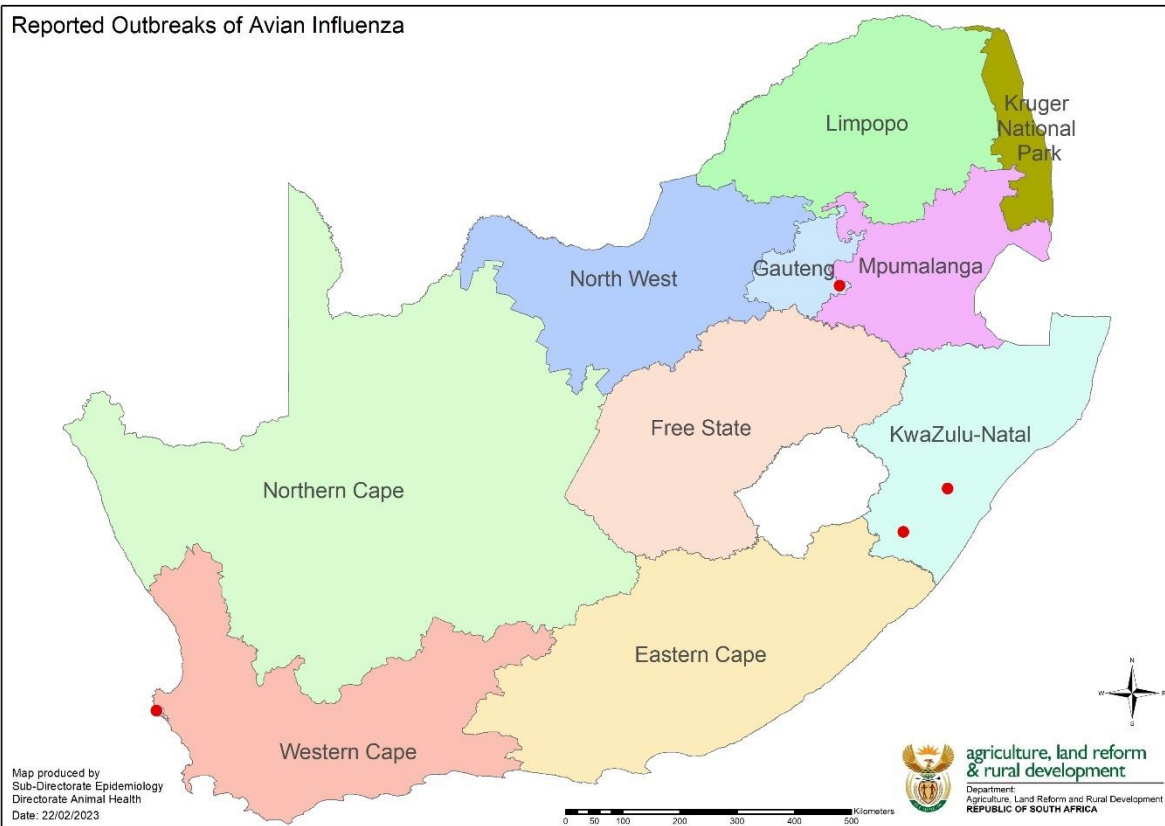 Reported Outbreaks of Avian Influenza
Limpopo
Kruger
National
Park
North West
Gauteng
Mpumalanga
Free State
KwaZulu-Natal
Northern Cape
Eastern Cape
Western Cape
N
W
E
S
Map produced by
Sub-Directorate Epidemiology
Directorate Animal Health
Date: 22/02/2023
Kilometers
0 50 100 200 300 400 500
agriculture, land reform
& rural development
Department:
Agriculture, Land Reform and Rural Development
REPUBLIC OF SOUTH AFRICA